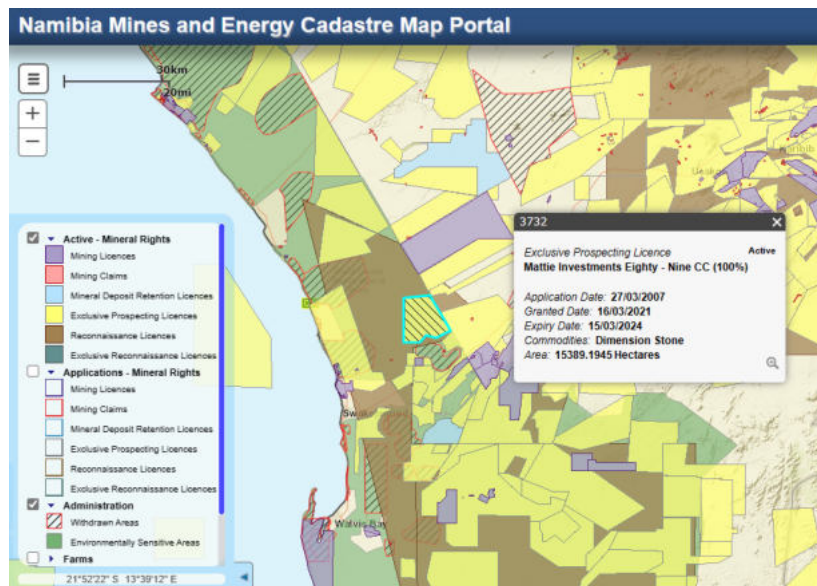 Namibia Mines and Energy Cadastre Map Portal
30km
20mi
+
−
Karibib
Usakos
3732
Exclusive Prospecting Licence Active
Mattie Investments Eighty - Nine CC (100%)
Application Date: 27/03/2007
Granted Date: 16/03/2021
Expiry Date: 15/03/2024
Commodities: Dimension Stone
Area: 15389.1945 Hectares
Active - Mineral Rights
Mining Licences
Mining Claims
Mineral Deposit Retention Licences
Exclusive Prospecting Licences
Reconnaissance Licences
Exclusive Reconnaissance Licences
Applications - Mineral Rights
Mining Licences
Mining Claims
Mineral Deposit Retention Licences
Exclusive Prospecting Licences
Reconnaissance Licences
Exclusive Reconnaissance Licences
Administration
Withdrawn Areas
Environmentally Sensitive Areas
Farms
Walvis Bay
21°52'22" S 13°39'12" E